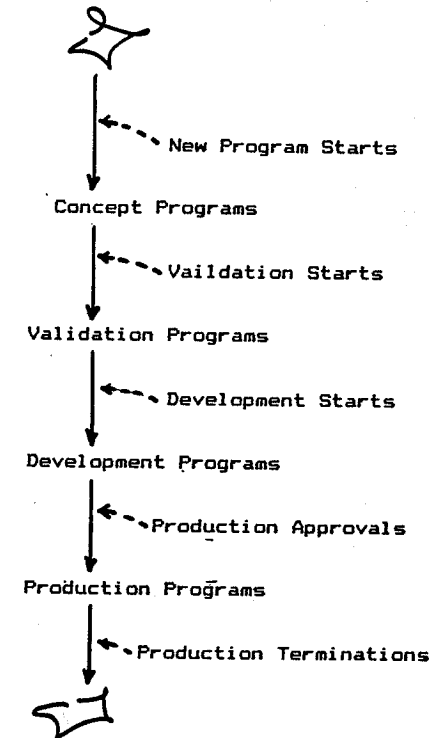 New Program Starts
Concept Programs
Vaildation Starts
Validation Programs
Development Starts
Development Programs
Production Approvals
Production Programs
Production Terminations